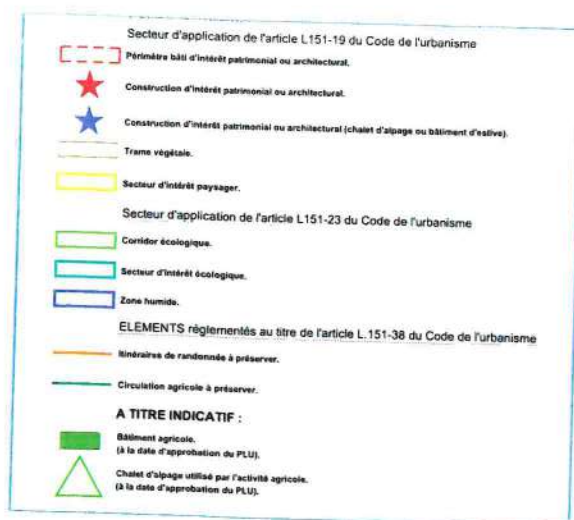 Secteur d'application de l'article L151-19 du Code de l'urbanisme
Périmètre bâti d'intérêt patrimonial ou architectural.
Construction d'intérêt patrimonial ou architectural.
Construction d'intérêt patrimonial ou architectural (chalet d'alpage ou bâtiment d'estive).
Trame végétale.
Secteur d'intérêt paysager.
Secteur d'application de l'article L151-23 du Code de l'urbanisme
Corridor écologique.
Secteur d'intérêt écologique.
Zone humide.
ELEMENTS réglementés au titre de l'article L.151-38 du Code de l'urbanisme
Itinéraires de randonnée à préserver.
Circulation agricole à préserver.
A TITRE INDICATIF :
Bâtiment agricole.
(à la date d'approbation du PLU).
Chalet d'alpage utilisé par l'activité agricole.
(à la date d'approbation du PLU).